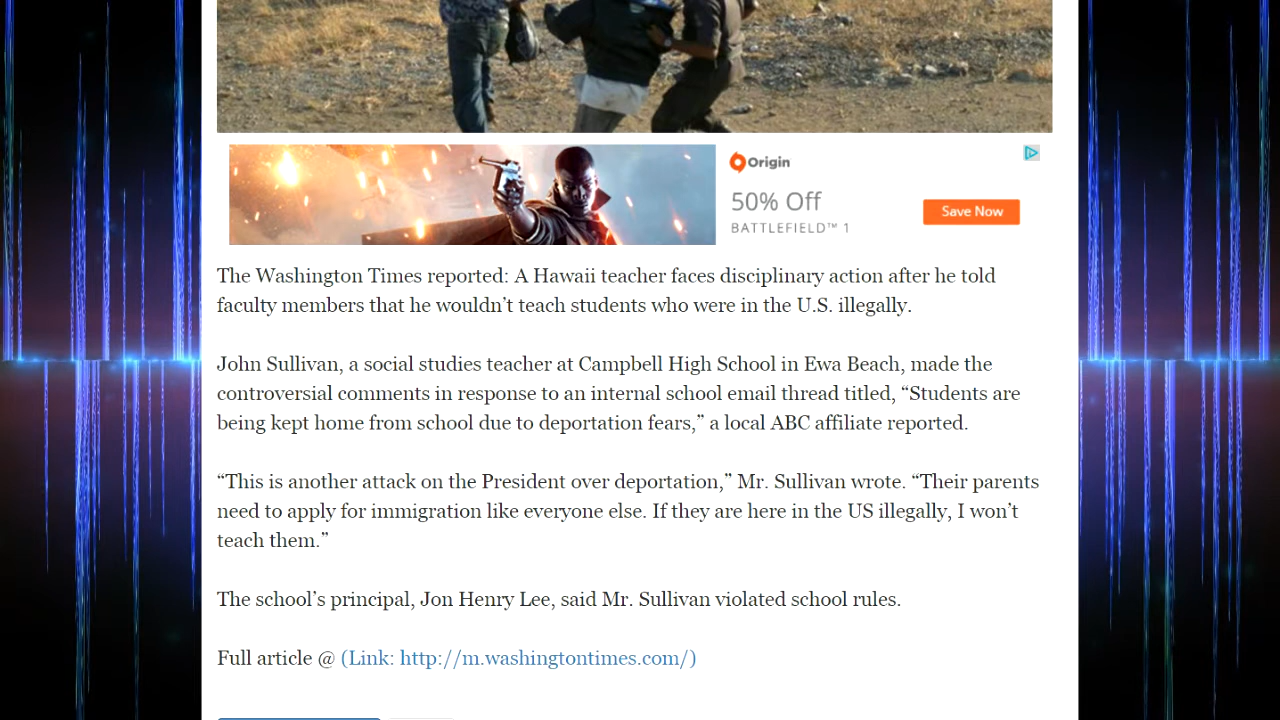 Origin
50% Off
BATTLEFIELD™ 1
Save Now
The Washington Times reported: A Hawaii teacher faces disciplinary action after he told
faculty members that he wouldn’t teach students who were in the U.S. illegally.
John Sullivan, a social studies teacher at Campbell High School in Ewa Beach, made the
controversial comments in response to an internal school email thread titled, “Students are
being kept home from school due to deportation fears,” a local ABC affiliate reported.
“This is another attack on the President over deportation,” Mr. Sullivan wrote. “Their parents
need to apply for immigration like everyone else. If they are here in the US illegally, I won’t
teach them.”
The school’s principal, Jon Henry Lee, said Mr. Sullivan violated school rules.
Full article @ (Link: http://m.washingtontimes.com/)